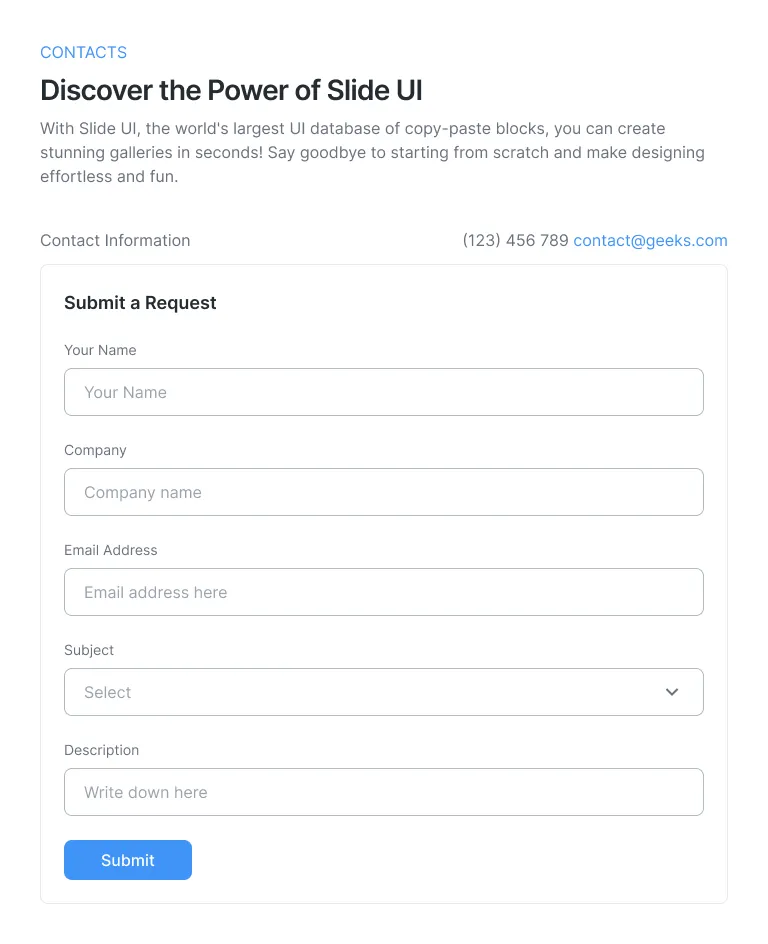 CONTACTS
Discover the Power of Slide UI
With Slide UI, the world's largest UI database of copy-paste blocks, you can create
stunning galleries in seconds! Say goodbye to starting from scratch and make designing
effortless and fun.
Contact Information
(123) 456 789 contact@geeks.com
Submit a Request
Your Name
Your Name
Company
Company name
Email Address
Email address here
Subject
Select
Description
Write down here
Submit